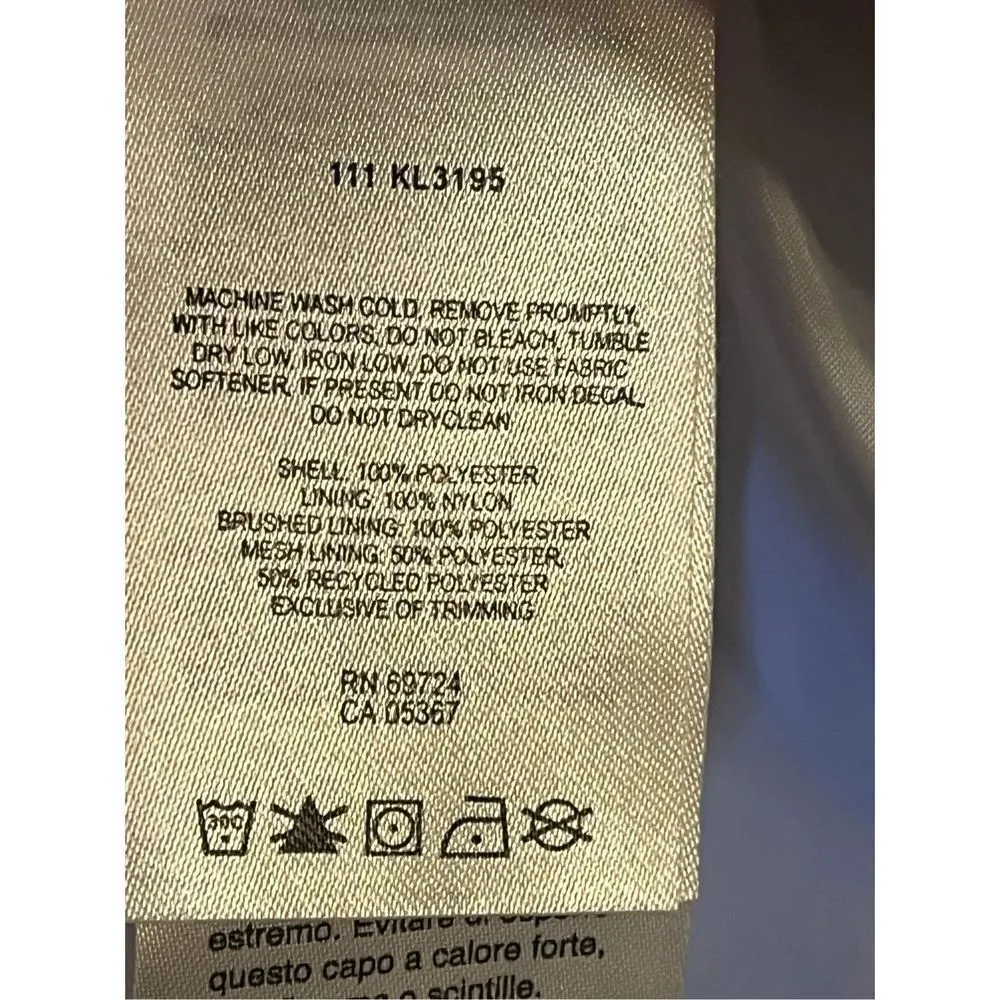 111 KL3195
MACHINE WASH COLD, REMOVE PROMPTLY,
WITH LIKE COLORS, DO NOT BLEACH, TUMBLE
DRY LOW, IRON LOW, DO NOT USE FABRIC
SOFTENER, IF PRESENT DO NOT IRON DECAL,
DO NOT DRYCLEAN
SHELL: 100% POLYESTER
LINING: 100% NYLON
BRUSHED LINING: 100% POLYESTER
MESH LINING: 50% POLYESTER,
50% RECYCLED POLYESTER
EXCLUSIVE OF TRIMMING
RN 69724
CA 05367
30C
estremo. Evitare di
questo capo a calore forte,
o scintille.